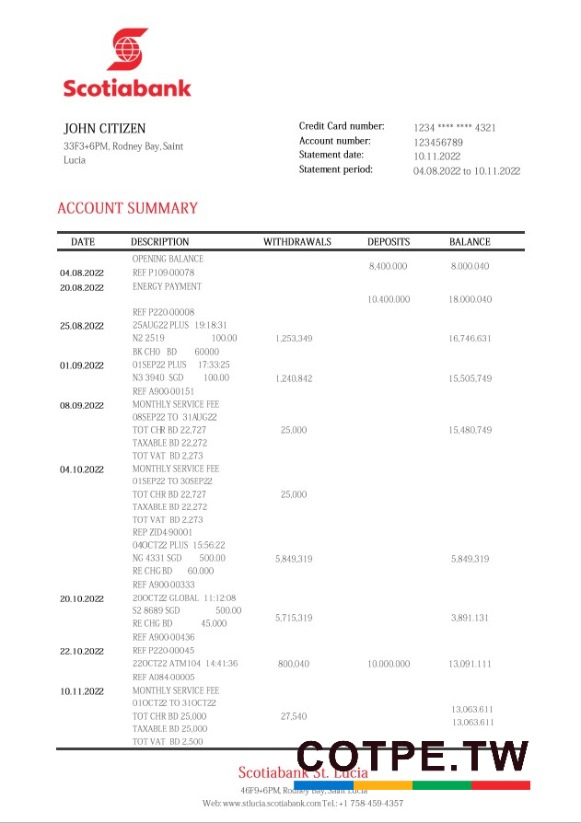 Scotiabank
JOHN CITIZEN
33F3+6PM, Rodney Bay, Saint
Lucia
Credit Card number: 1234 **** **** 4321
Account number: 123456789
Statement date: 10.11.2022
Statement period: 04.08.2022 to 10.11.2022
ACCOUNT SUMMARY
DATE DESCRIPTION WITHDRAWALS DEPOSITS BALANCE
OPENING BALANCE
8.400.000 8.000.040
04.08.2022 REF P109-00078
20.08.2022 ENERGY PAYMENT
10.400.000 18.000.040
REF P220-00008
25.08.2022 25AUG22 PLUS 19:18:31
N2 2519 100.00 1,253,349 16,746.631
BK CH0 BD 60000
01.09.2022 01SEP22 PLUS 17:33:25
N3 3940 SGD 100.00 1,240,842 15,505,749
REF A900-00151
08.09.2022 MONTHLY SERVICE FEE
08SEP22 TO 31AUG22
TOT CHR BD 22,727 25,000 15,480,749
TAXABLE BD 22,272
TOT VAT BD 2,273
04.10.2022 MONTHLY SERVICE FEE
01SEP22 TO 30SEP22
TOT CHR BD 22,727 25,000
TAXABLE BD 22,272
TOT VAT BD 2,273
REP ZID4-90001
04OCT22 PLUS 15:56:22
NG 4331 SGD 500.00 5,849,319 5,849,319
RE CHG BD 60.000
REF A900-00333
20.10.2022 20OCT22 GLOBAL 11:12:08
S2 8689 SGD 500.00
5,715,319 3,891.131
RE CHG BD 45.000
REF A900-00436
22.10.2022 REF P220-00045
22OCT22 ATM104 14:41:36 800,040 10.000.000 13,091.111
REF A084-00005
10.11.2022 MONTHLY SERVICE FEE
01OCT22 TO 31OCT22
13,063.611
TOT CHR BD 25,000 27,540
13,063.611
TAXABLE BD 25,000
TOT VAT BD 2,500
COTPE.TW
Scotiabank St. Lucia
46F9+6PM, Rodney Bay, Saint Lucia
Web: www.stlucia.scotiabank.com Tel.: +1 758-459-4357